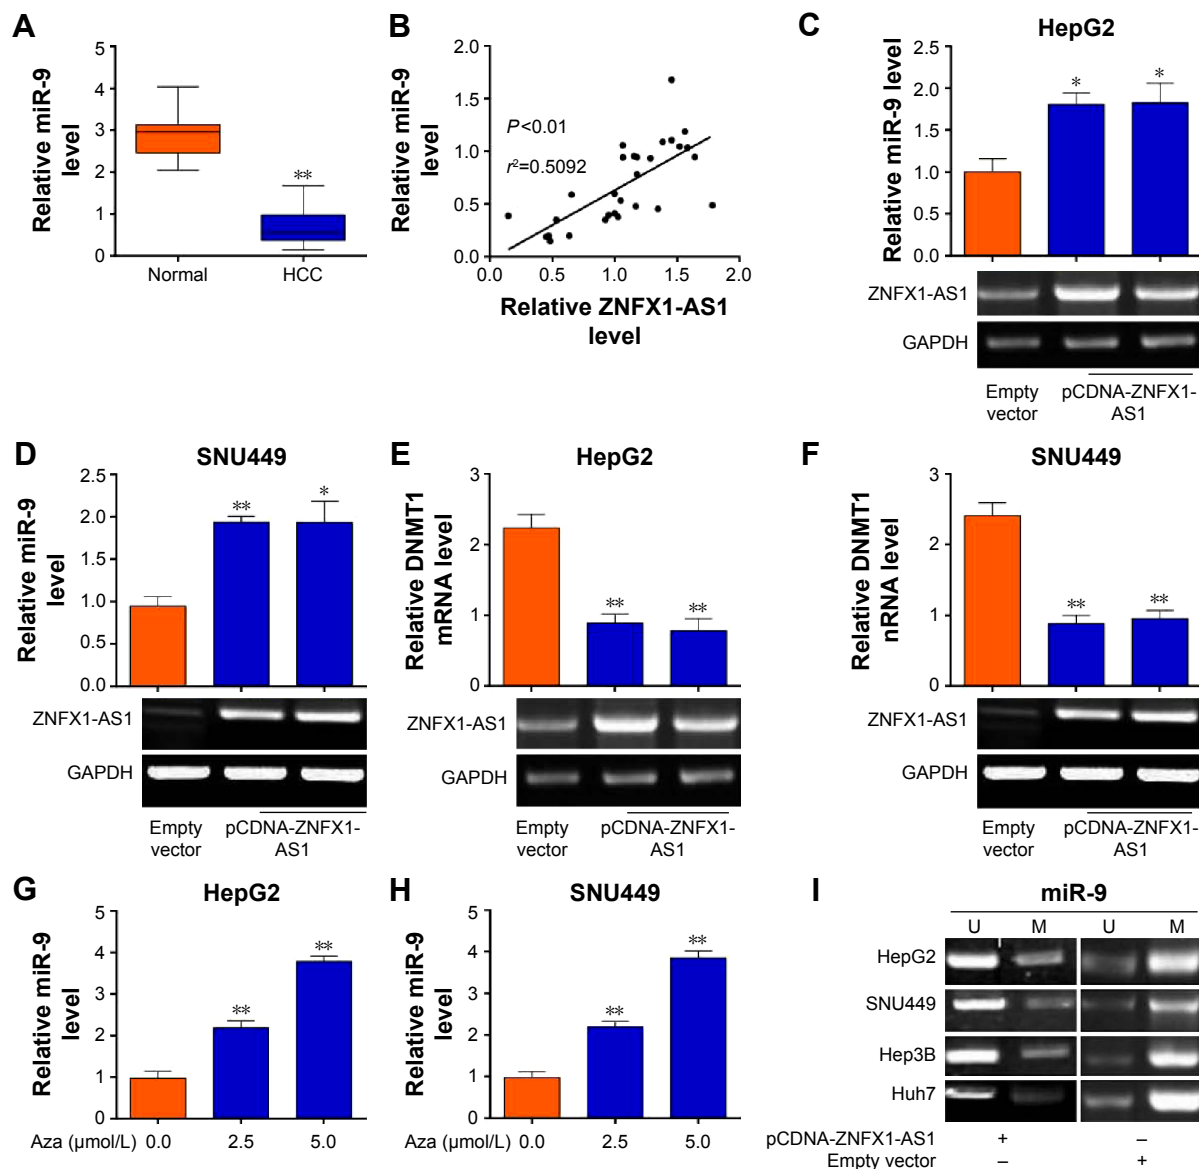 A
Relative miR-9
level
5
4
3
2
1
0
**
Normal
HCC
B
Relative miR-9
level
2.0
1.5
1.0
0.5
0.0
P<0.01
r²=0.5092
0.0
0.5
1.0
1.5
2.0
Relative ZNFX1-AS1
level
C
HepG2
Relative miR-9 level
2.5
2.0
1.5
1.0
0.5
0.0
*
*
ZNFX1-AS1
GAPDH
Empty
vector
pCDNA-ZNFX1-
AS1
D
SNU449
Relative miR-9
level
2.5
2.0
1.5
1.0
0.5
0.0
**
*
ZNFX1-AS1
GAPDH
Empty
vector
pCDNA-ZNFX1-
AS1
E
HepG2
Relative DNMT1
mRNA level
3
2
1
0
**
**
ZNFX1-AS1
GAPDH
Empty
vector
pCDNA-ZNFX1-
AS1
F
SNU449
Relative DNMT1
nRNA level
3
2
1
0
**
**
ZNFX1-AS1
GAPDH
Empty
vector
pCDNA-ZNFX1-
AS1
G
HepG2
Relative miR-9
level
5
4
3
2
1
0
**
**
Aza (μmol/L) 0.0 2.5 5.0
H
SNU449
Relative miR-9
level
5
4
3
2
1
0
**
**
Aza (μmol/L) 0.0 2.5 5.0
I
miR-9
U M U M
HepG2
SNU449
Hep3B
Huh7
pCDNA-ZNFX1-AS1 + –
Empty vector – +